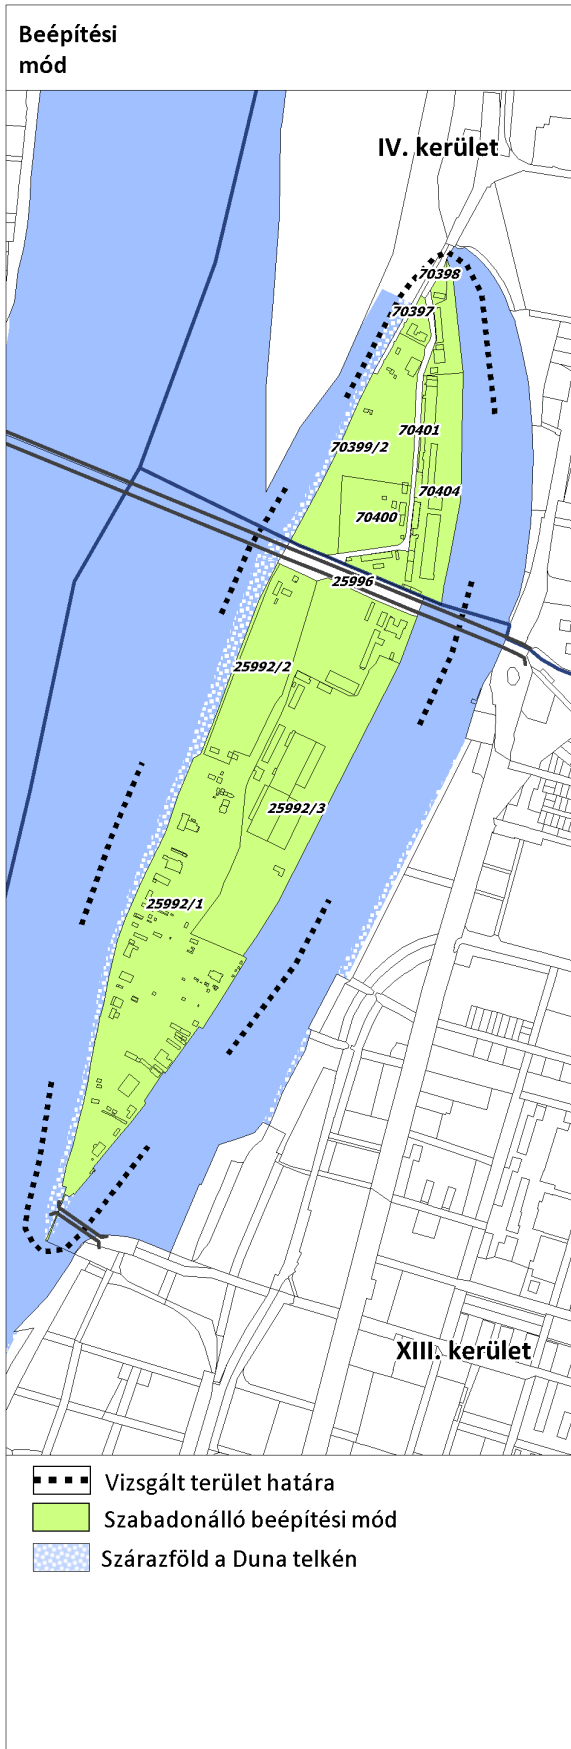 Beépítési
mód
IV. kerület
70398
70397
70401
70399/2
70404
70400
25996
25992/2
25992/3
25992/1
XIII. kerület
Vizsgált terület határa
Szabadonálló beépítési mód
Szárazföld a Duna telkén